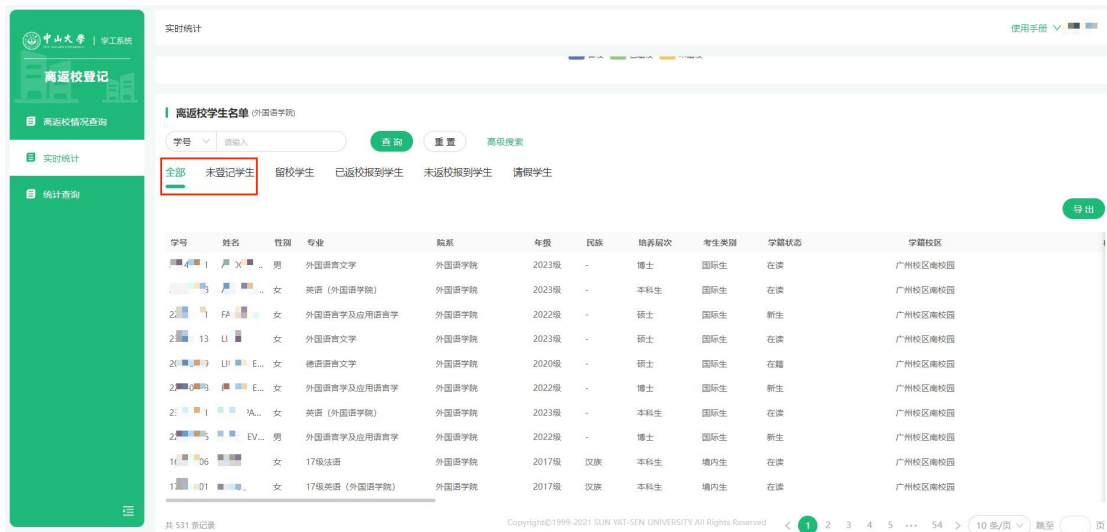 中山大学 | 学工系统
离返校登记
离返校情况查询
实时统计
统计查询
实时统计
使用手册
离返校学生名单 (外国语学院)
学号 请输入 查 询 重 置 高级搜索
全部 未登记学生 留校学生 已返校报到学生 未返校报到学生 请假学生
导 出
学号 姓名 性别 专业 院系 年级 民族 培养层次 考生类别 学籍状态 学籍校区
男 外国语言文学 外国语学院 2023级 - 博士 国际生 在读 广州校区南校园
女 英语（外国语学院） 外国语学院 2023级 - 本科生 国际生 在读 广州校区南校园
女 外国语言学及应用语言学 外国语学院 2022级 - 硕士 国际生 新生 广州校区南校园
女 外国语言文学 外国语学院 2023级 - 硕士 国际生 在读 广州校区南校园
女 德语语言文学 外国语学院 2020级 - 硕士 国际生 在籍 广州校区南校园
女 外国语言学及应用语言学 外国语学院 2022级 - 博士 国际生 新生 广州校区南校园
女 英语（外国语学院） 外国语学院 2023级 - 本科生 国际生 在读 广州校区南校园
男 外国语言学及应用语言学 外国语学院 2022级 - 博士 国际生 新生 广州校区南校园
女 17级法语 外国语学院 2017级 汉族 本科生 境内生 在读 广州校区南校园
女 17级英语（外国语学院） 外国语学院 2017级 汉族 本科生 境内生 在读 广州校区南校园
共 531 条记录
Copyright©1999-2021 SUN YAT-SEN UNIVERSITY All Rights Reserved
< 1 2 3 4 5 ••• 54 > 10 条/页 跳至 页